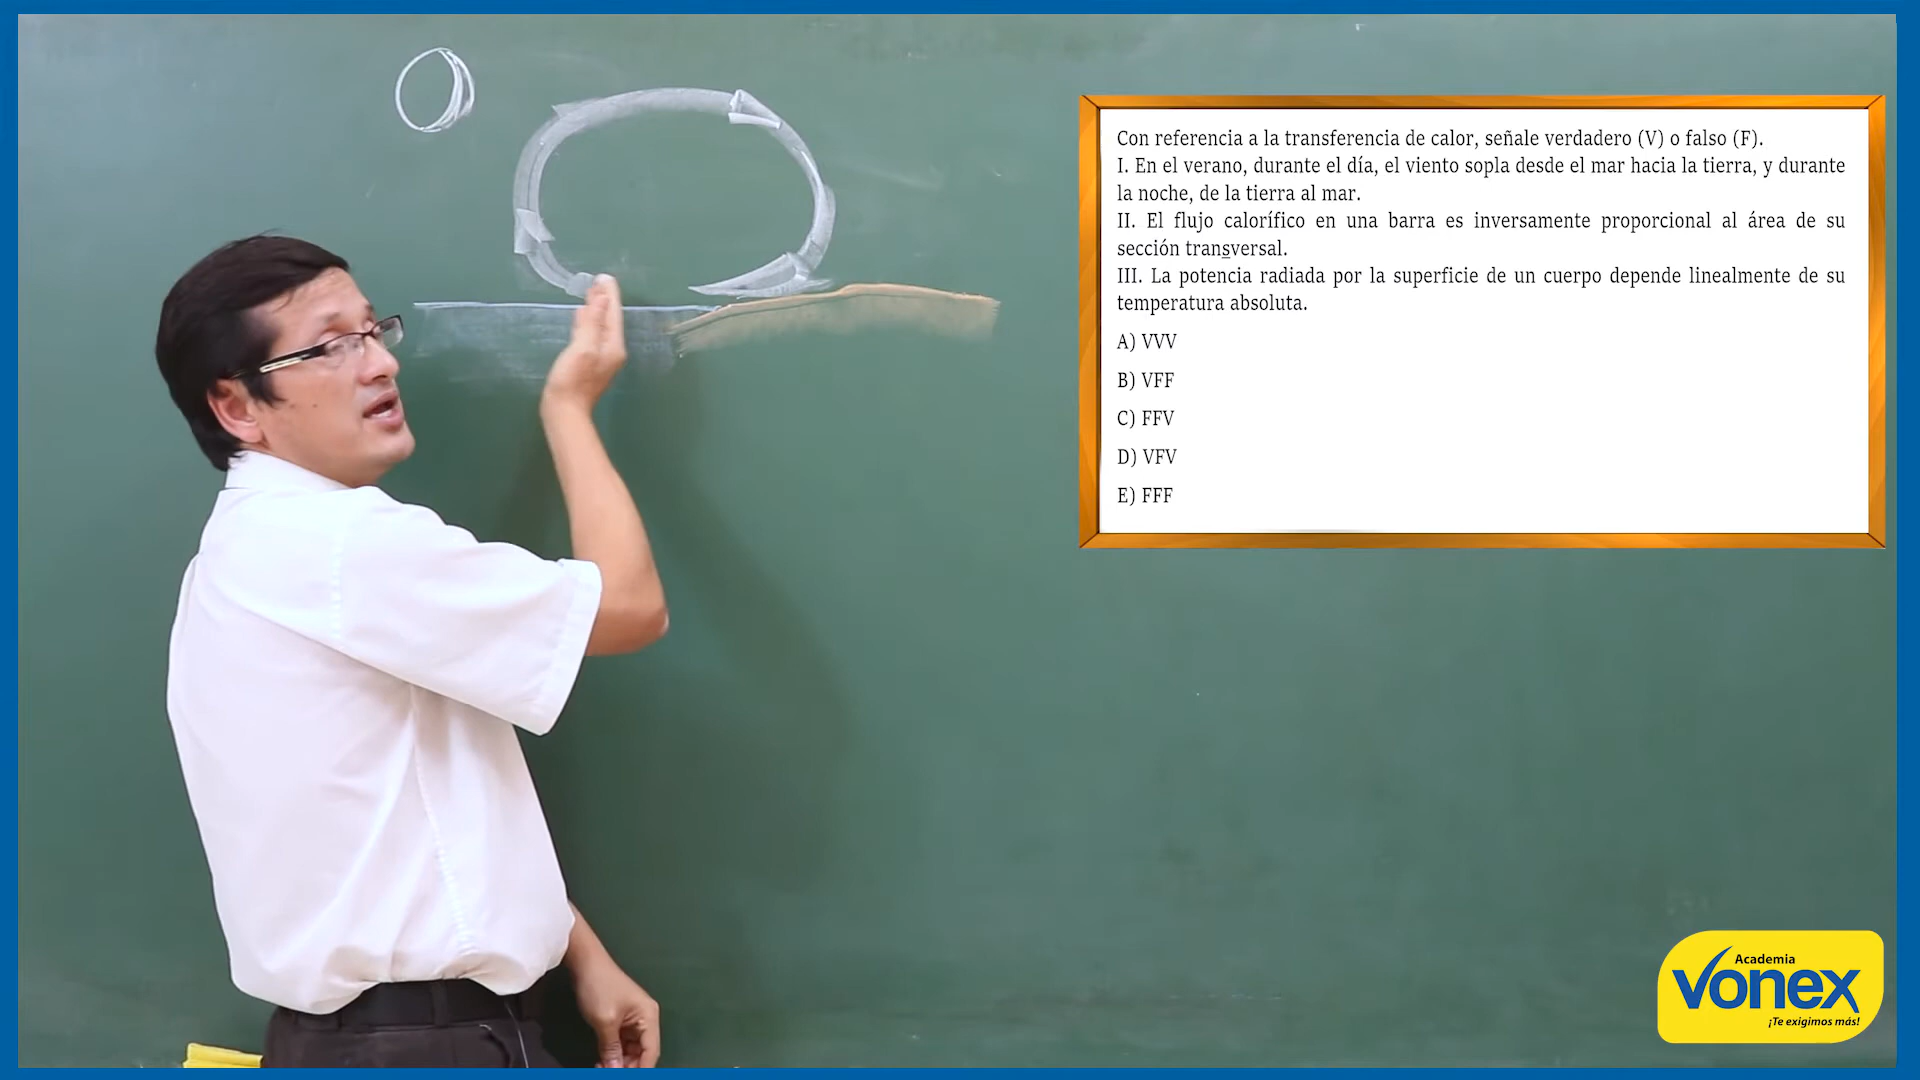 Con referencia a la transferencia de calor, señale verdadero (V) o falso (F).
I. En el verano, durante el día, el viento sopla desde el mar hacia la tierra, y durante
la noche, de la tierra al mar.
II. El flujo calorífico en una barra es inversamente proporcional al área de su
sección transversal.
III. La potencia radiada por la superficie de un cuerpo depende linealmente de su
temperatura absoluta.
A) VVV
B) VFF
C) FFV
D) VFV
E) FFF
Academia
Vonex
¡Te exigimos más!